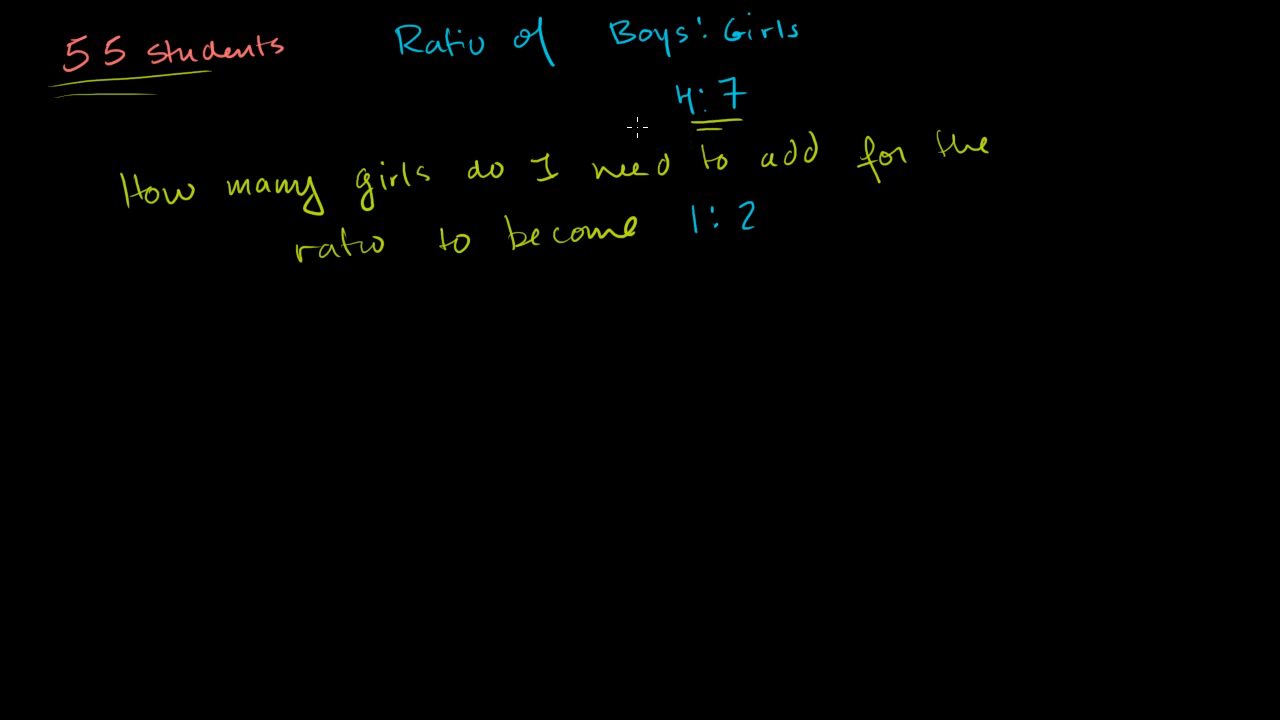 55 students
Ratio of Boys: Girls
4:7
How many girls do I need to add for the
ratio to become 1:2